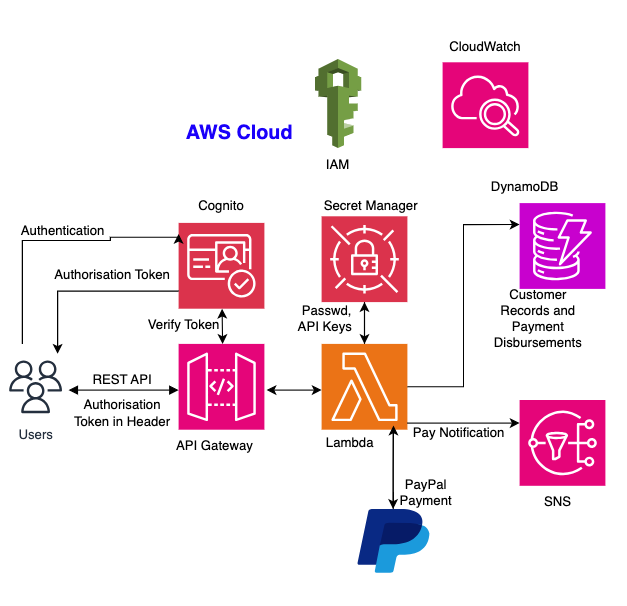 CloudWatch
AWS Cloud
IAM
DynamoDB
Cognito
Secret Manager
Authentication
Authorisation Token
Customer
Records and
Payment
Disbursements
Verify Token
Passwd,
API Keys
REST API
Authorisation
Token in Header
Users
API Gateway
Lambda
Pay Notification
SNS
PayPal
Payment